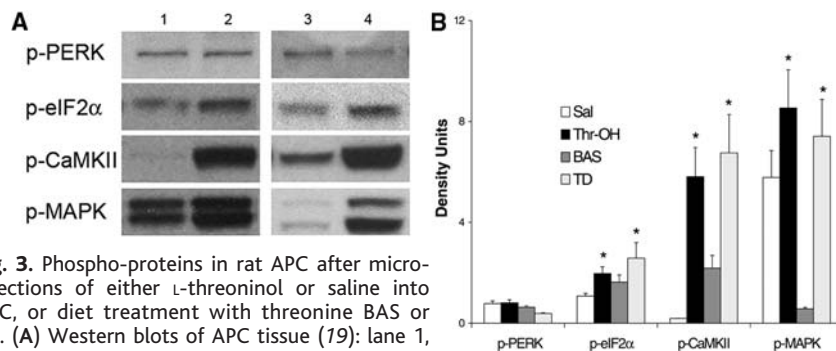 A
1 2 3 4
p-PERK
p-eIF2α
p-CaMKII
p-MAPK
B
Density Units
12
8
4
0
Sal
Thr-OH
BAS
TD
* * * * * *
p-PERK p-eIF2α p-CaMKII p-MAPK
g. 3. Phospho-proteins in rat APC after micro-
ections of either L-threoninol or saline into
C, or diet treatment with threonine BAS or
. (A) Western blots of APC tissue (19): lane 1,